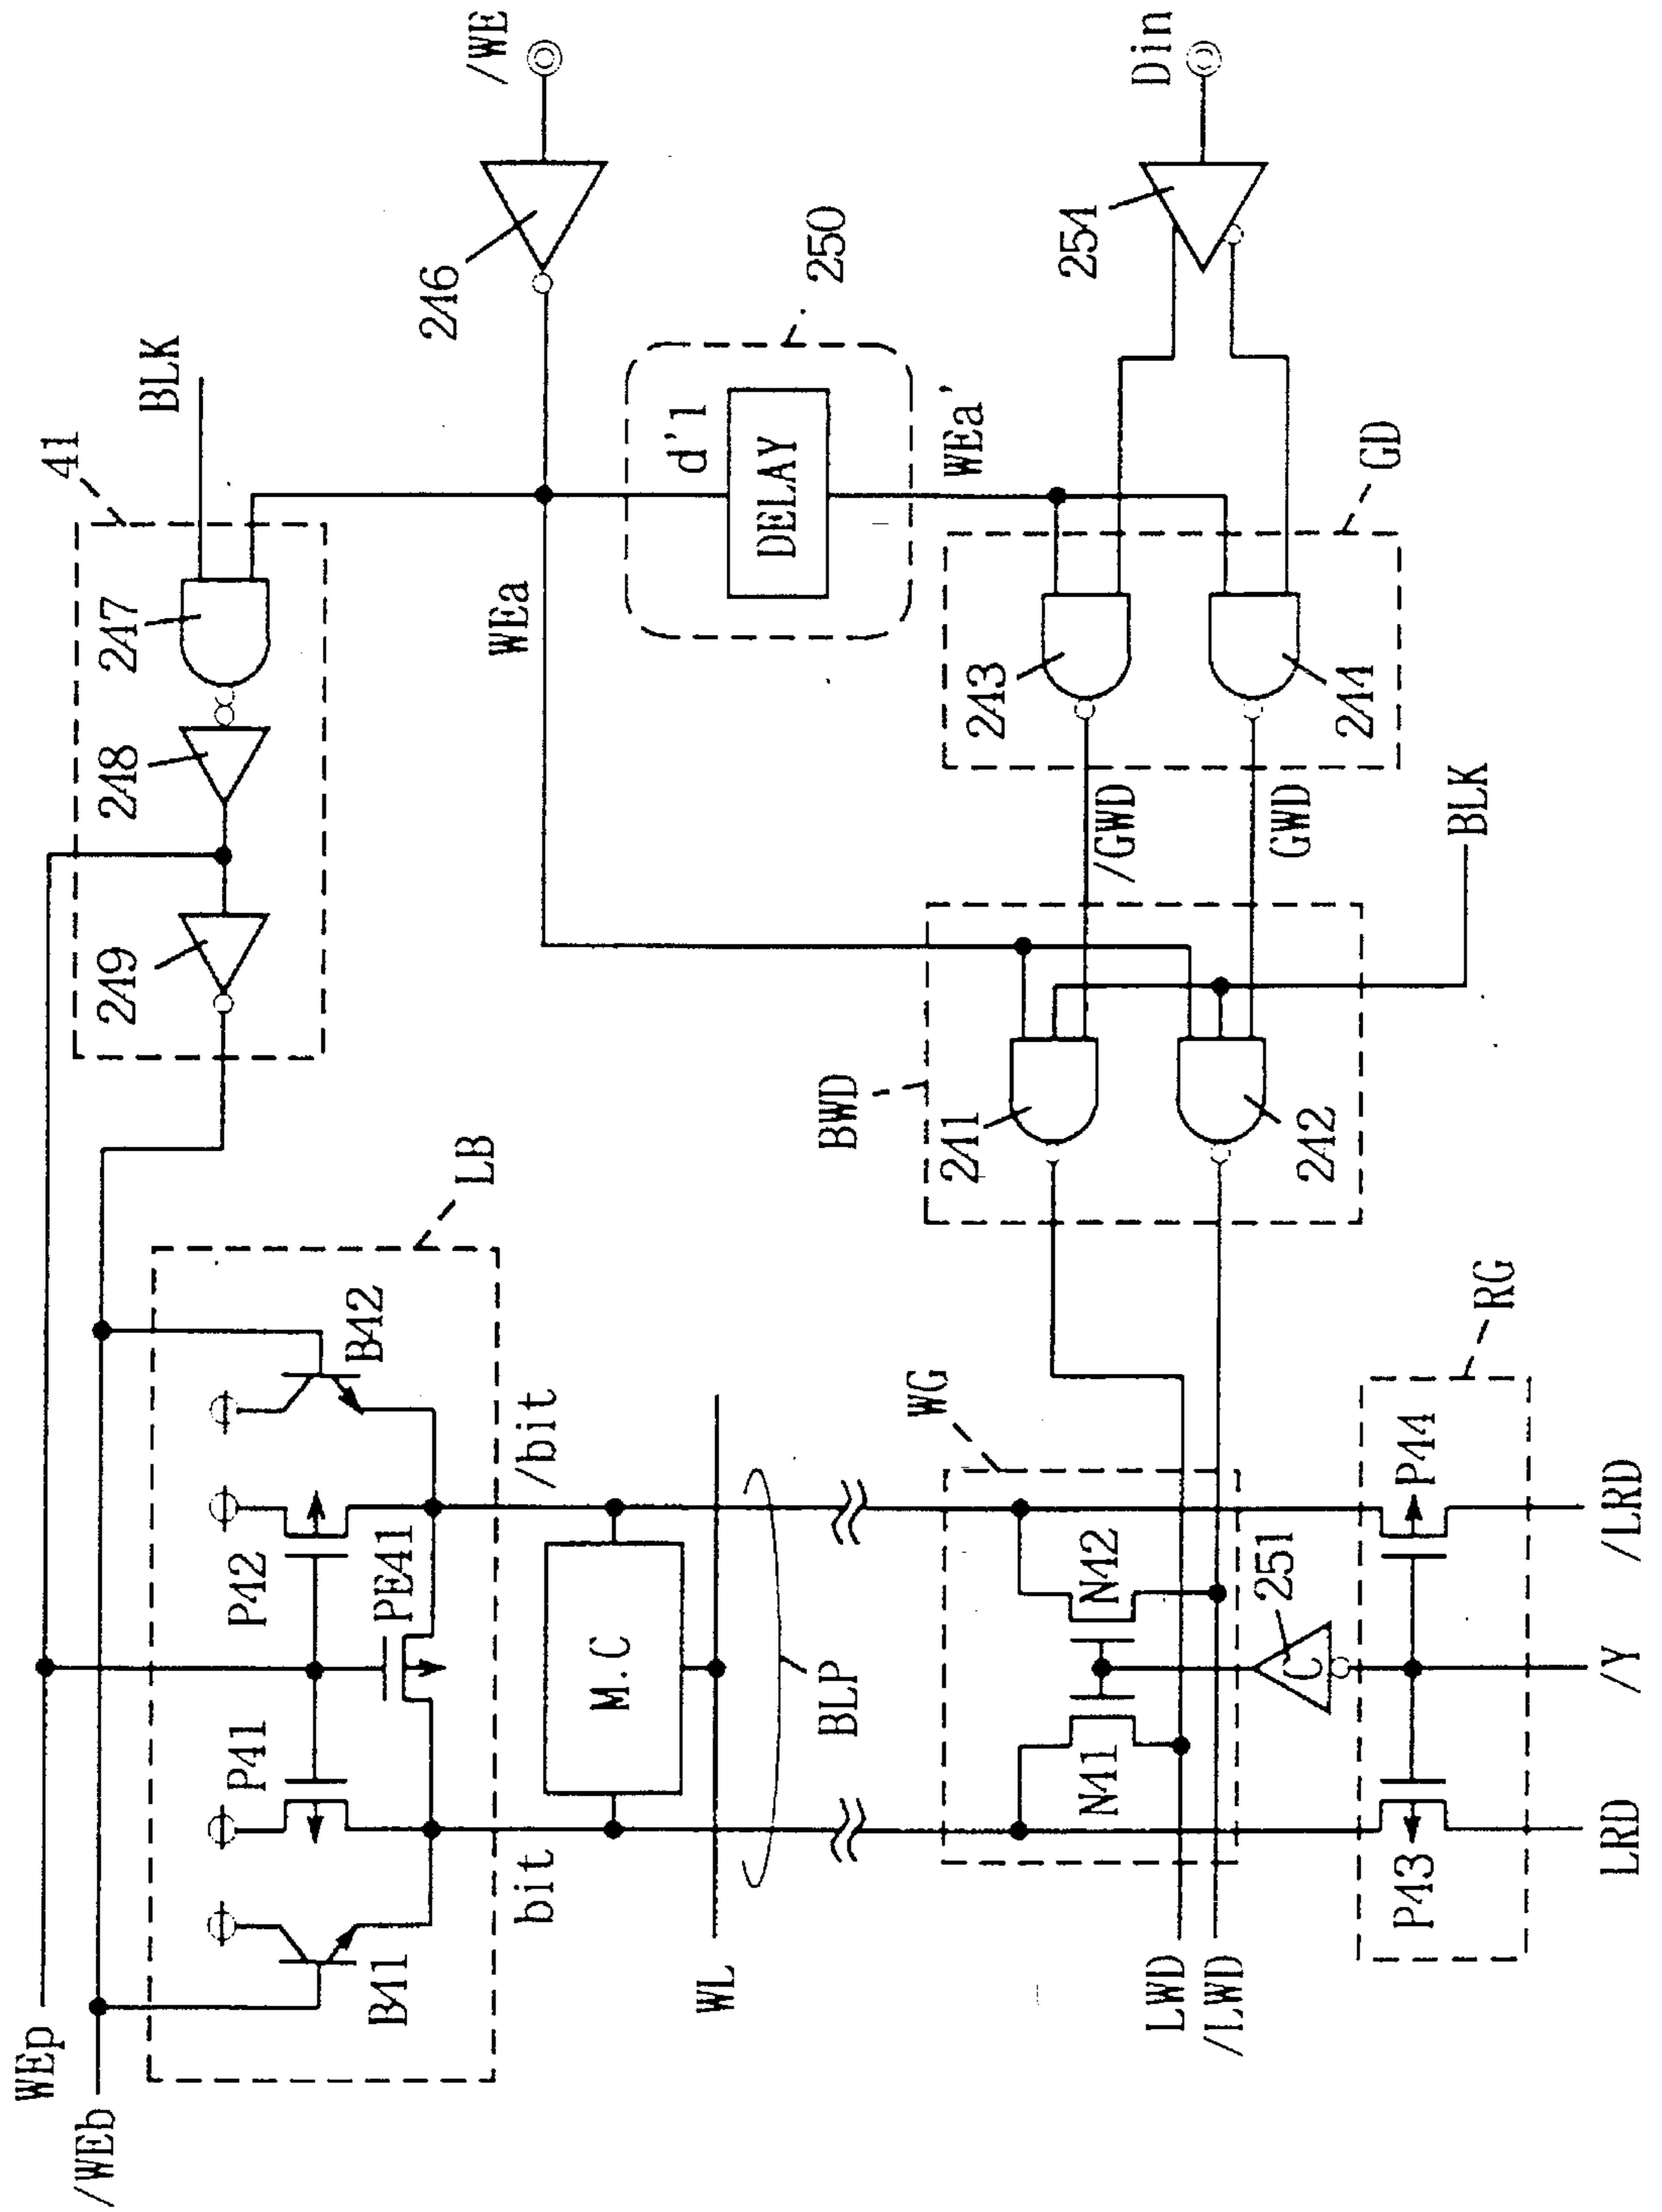 WEp
/WEb
41
BLK
247
248
249
LB
B42
P42
PE41
P41
B41
/bit
bit
M.C
WL
BLP
/WE
246
WEa
250
d'1
DELAY
WEa'
Din
254
GD
243
244
/GWD
GWD
BLK
BWD
241
242
WG
N42
N41
LWD
/LWD
251
C
RG
P44
P43
/LRD
/Y
LRD